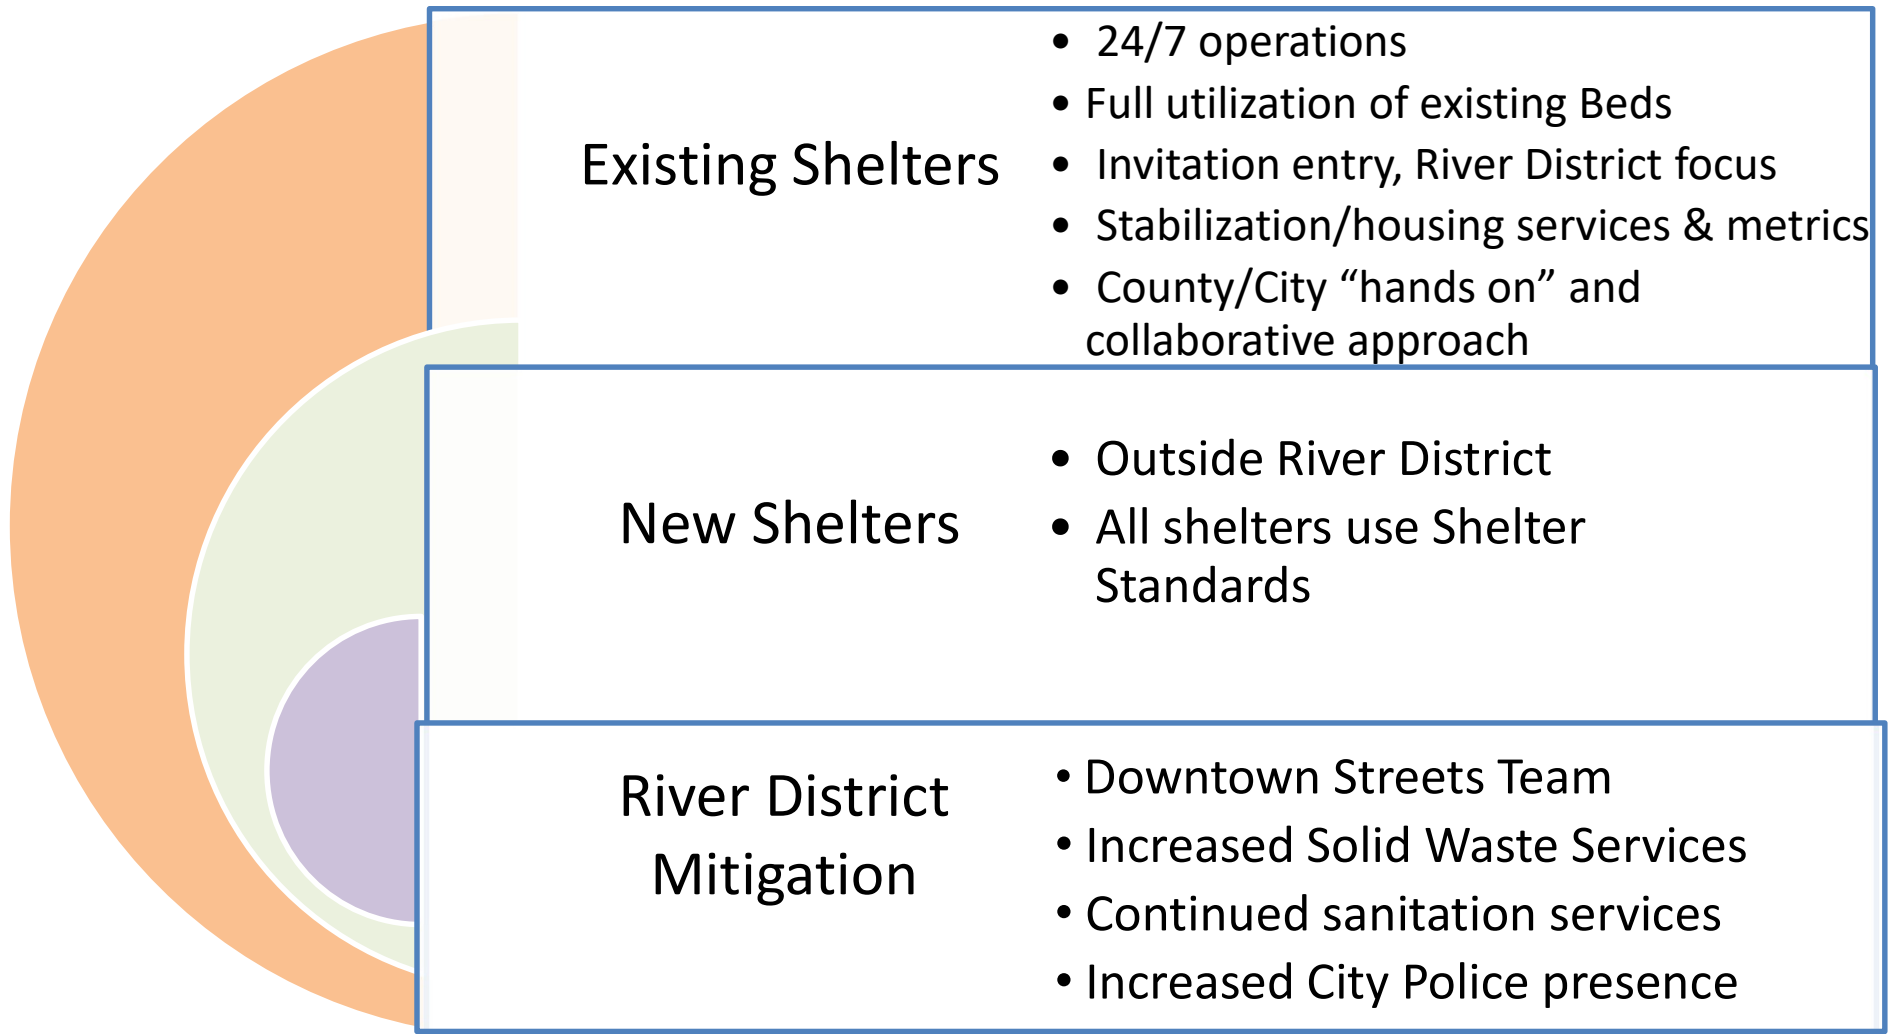 Existing Shelters
• 24/7 operations
• Full utilization of existing Beds
• Invitation entry, River District focus
• Stabilization/housing services & metrics
• County/City “hands on” and
collaborative approach
New Shelters
• Outside River District
• All shelters use Shelter
Standards
River District
Mitigation
• Downtown Streets Team
• Increased Solid Waste Services
• Continued sanitation services
• Increased City Police presence